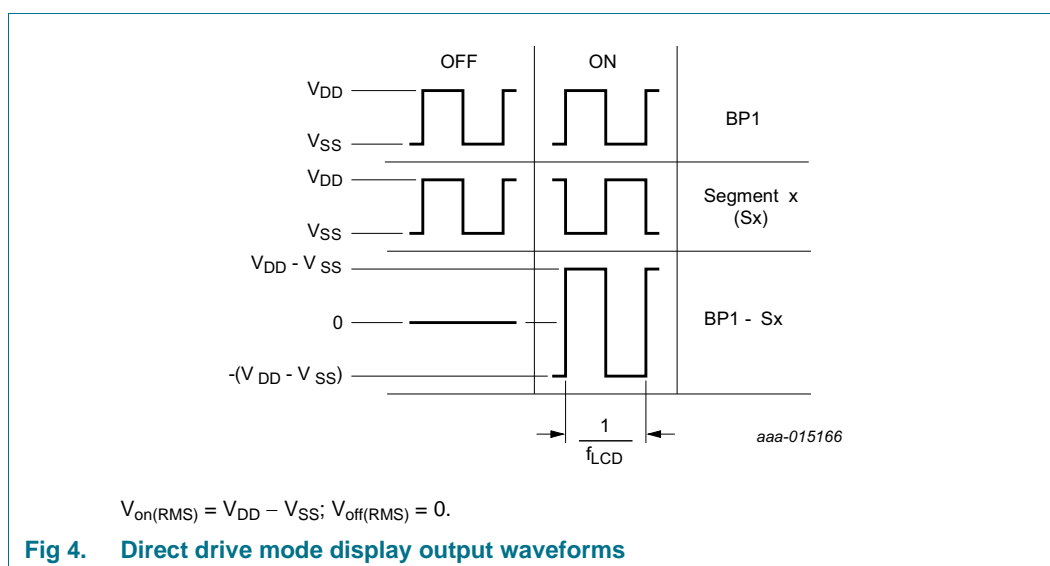 OFF ON
VDD
VSS
BP1
VDD
VSS
Segment x
(Sx)
VDD - VSS
0
-(VDD - VSS)
BP1 - Sx
1
fLCD
aaa-015166
Von(RMS) = VDD − VSS; Voff(RMS) = 0.
Fig 4. Direct drive mode display output waveforms